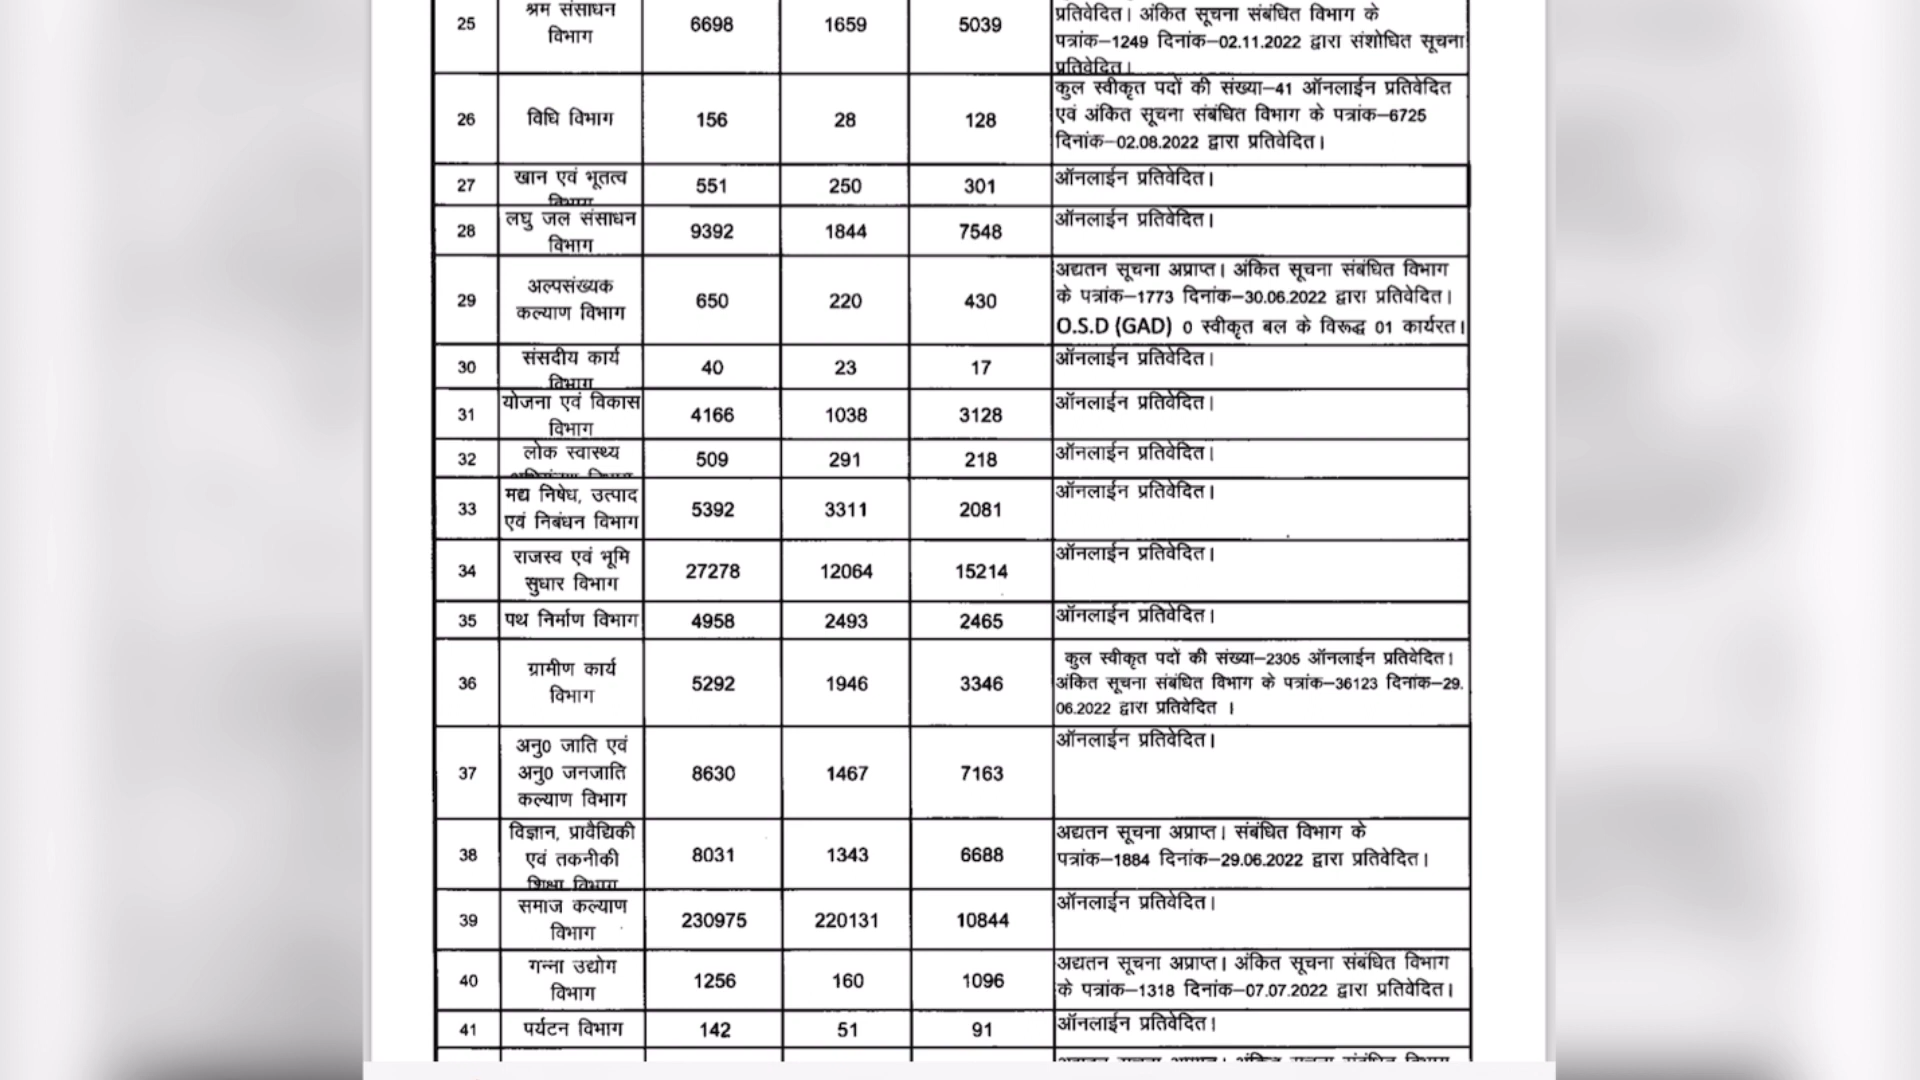 25
श्रम संसाधन
विभाग
6698
1659
5039
प्रतिवेदित। अंकित सूचना संबंधित विभाग के
पत्रांक–1249 दिनांक–02.11.2022 द्वारा संशोधित सूचना
प्रतिवेदित।
26
विधि विभाग
156
28
128
कुल स्वीकृत पदों की संख्या–41 ऑनलाईन प्रतिवेदित
एवं अंकित सूचना संबंधित विभाग के पत्रांक–6725
दिनांक–02.08.2022 द्वारा प्रतिवेदित।
27
खान एवं भूतत्व
विभाग
551
250
301
ऑनलाईन प्रतिवेदित।
28
लघु जल संसाधन
विभाग
9392
1844
7548
ऑनलाईन प्रतिवेदित।
29
अल्पसंख्यक
कल्याण विभाग
650
220
430
अद्यतन सूचना अप्राप्त। अंकित सूचना संबंधित विभाग
के पत्रांक–1773 दिनांक–30.06.2022 द्वारा प्रतिवेदित।
O.S.D (GAD) 0 स्वीकृत बल के विरूद्ध 01 कार्यरत।
30
संसदीय कार्य
विभाग
40
23
17
ऑनलाईन प्रतिवेदित।
31
योजना एवं विकास
विभाग
4166
1038
3128
ऑनलाईन प्रतिवेदित।
32
लोक स्वास्थ्य
509
291
218
ऑनलाईन प्रतिवेदित।
33
मद्य निषेध, उत्पाद
एवं निबंधन विभाग
5392
3311
2081
ऑनलाईन प्रतिवेदित।
34
राजस्व एवं भूमि
सुधार विभाग
27278
12064
15214
ऑनलाईन प्रतिवेदित।
35
पथ निर्माण विभाग
4958
2493
2465
ऑनलाईन प्रतिवेदित।
36
ग्रामीण कार्य
विभाग
5292
1946
3346
कुल स्वीकृत पदों की संख्या–2305 ऑनलाईन प्रतिवेदित।
अंकित सूचना संबंधित विभाग के पत्रांक–36123 दिनांक–29.
06.2022 द्वारा प्रतिवेदित ।
37
अनु0 जाति एवं
अनु0 जनजाति
कल्याण विभाग
8630
1467
7163
ऑनलाईन प्रतिवेदित।
38
विज्ञान, प्रावैद्यिकी
एवं तकनीकी
शिक्षा विभाग
8031
1343
6688
अद्यतन सूचना अप्राप्त। संबंधित विभाग के
पत्रांक–1884 दिनांक–29.06.2022 द्वारा प्रतिवेदित।
39
समाज कल्याण
विभाग
230975
220131
10844
ऑनलाईन प्रतिवेदित।
40
गन्ना उद्योग
विभाग
1256
160
1096
अद्यतन सूचना अप्राप्त। अंकित सूचना संबंधित विभाग
के पत्रांक–1318 दिनांक–07.07.2022 द्वारा प्रतिवेदित।
41
पर्यटन विभाग
142
51
91
ऑनलाईन प्रतिवेदित।